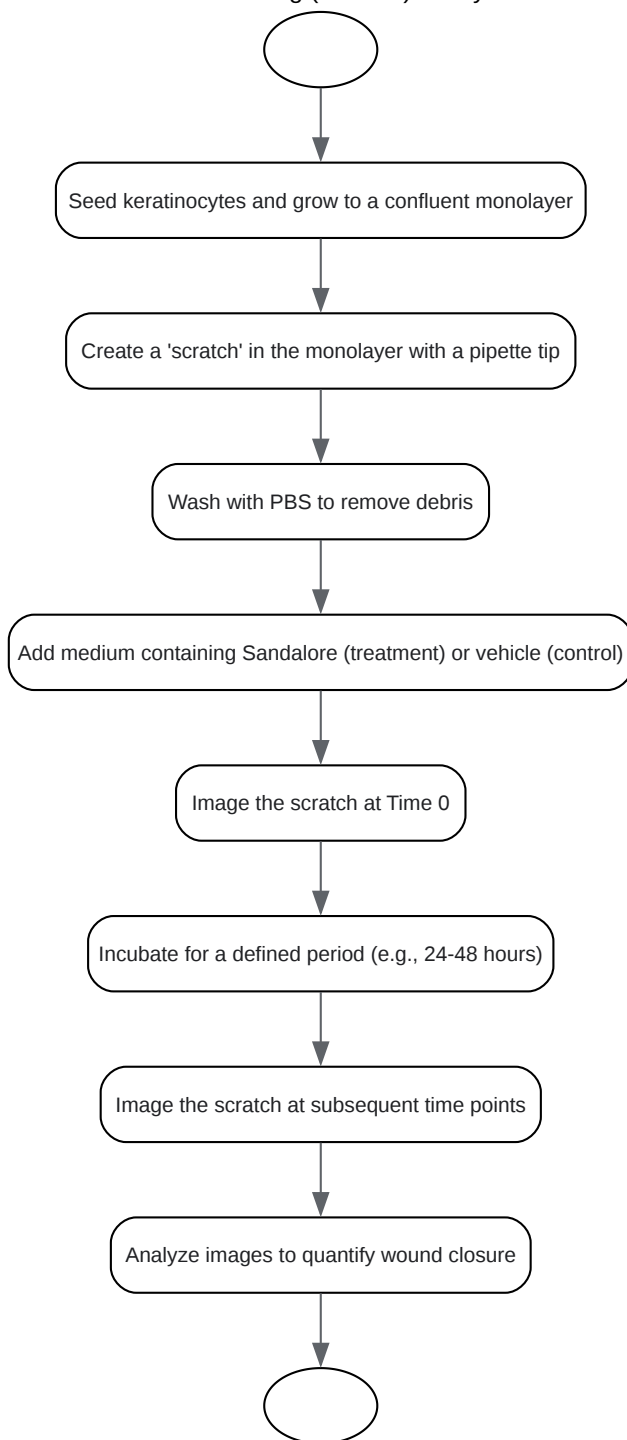 Seed keratinocytes and grow to a confluent monolayer
Create a 'scratch' in the monolayer with a pipette tip
Wash with PBS to remove debris
Add medium containing Sandalore (treatment) or vehicle (control)
Image the scratch at Time 0
Incubate for a defined period (e.g., 24-48 hours)
Image the scratch at subsequent time points
Analyze images to quantify wound closure